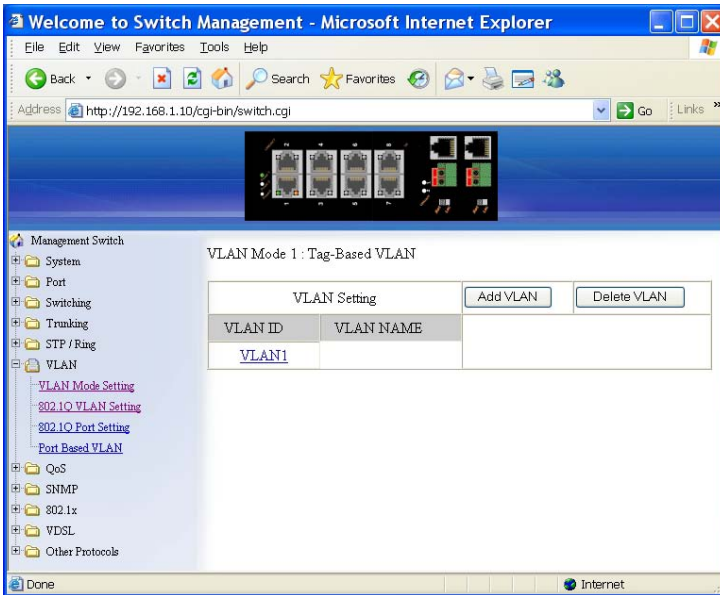 Welcome to Switch Management - Microsoft Internet Explorer
File Edit View Favorites Tools Help
Back Search Favorites
Address http://192.168.1.10/cgi-bin/switch.cgi Go Links »
Management Switch
System
Port
Switching
Trunking
STP / Ring
VLAN
VLAN Mode Setting
802.1Q VLAN Setting
802.1Q Port Setting
Port Based VLAN
QoS
SNMP
802.1x
VDSL
Other Protocols
VLAN Mode 1 : Tag-Based VLAN
VLAN Setting Add VLAN Delete VLAN
VLAN ID VLAN NAME
VLAN1
Done Internet